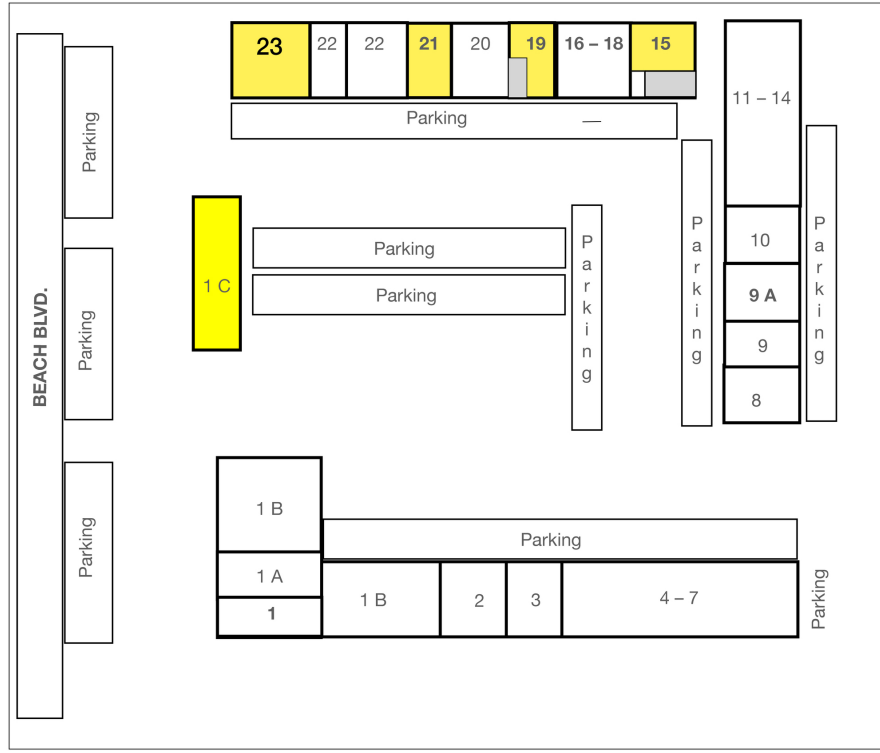 23
22
22
21
20
19
16 – 18
15
11 – 14
Parking —
Parking
Parking
Parking
BEACH BLVD.
Parking
Parking
1 C
Parking
Parking
Parking
10
9 A
9
8
1 B
1 A
1
Parking
1 B
2
3
4 – 7
Parking
Parking